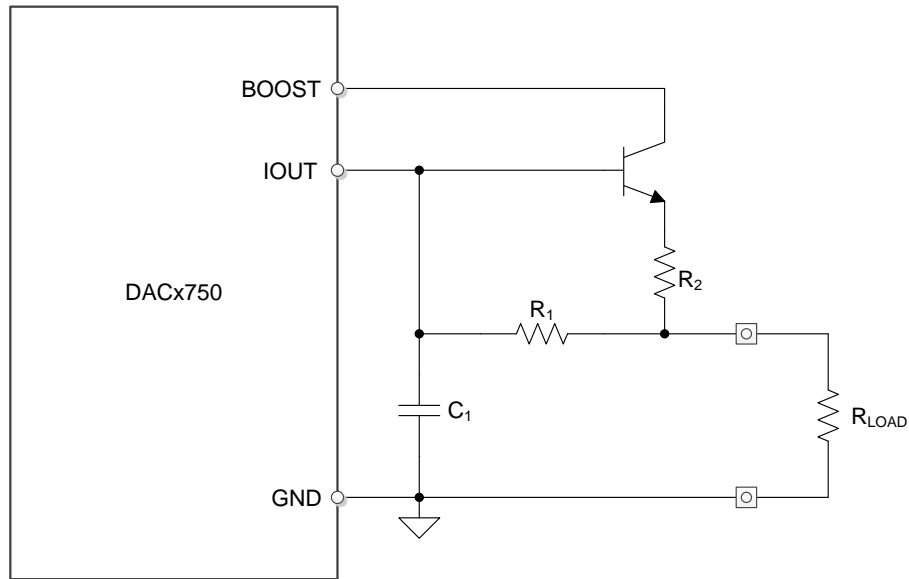 BOOST
IOUT
DACx750
R2
R1
C1
RLOAD
GND